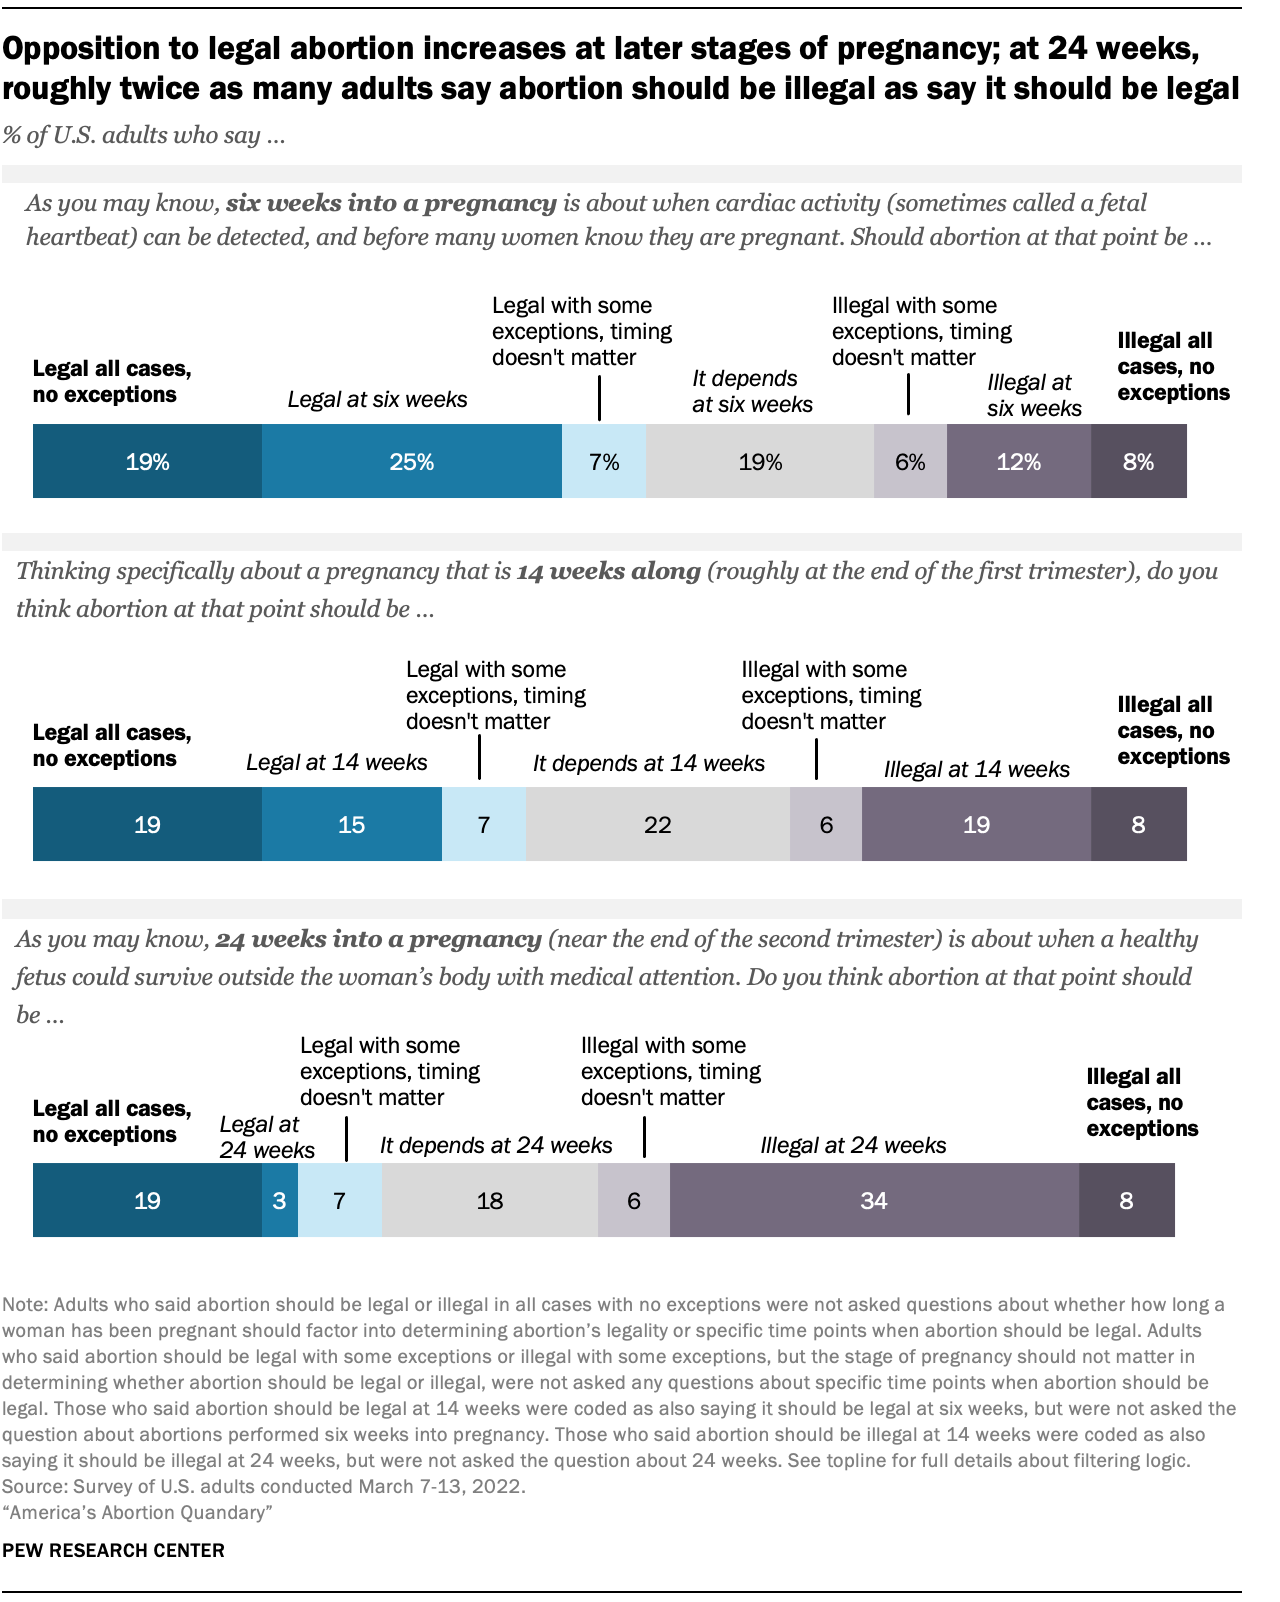 Opposition to legal abortion increases at later stages of pregnancy; at 24 weeks,
roughly twice as many adults say abortion should be illegal as say it should be legal
% of U.S. adults who say ...
As you may know, six weeks into a pregnancy is about when cardiac activity (sometimes called a fetal
heartbeat) can be detected, and before many women know they are pregnant. Should abortion at that point be ...
Legal all cases,
no exceptions
Legal at six weeks
Legal with some
exceptions, timing
doesn't matter
It depends
at six weeks
Illegal with some
exceptions, timing
doesn't matter
Illegal at
six weeks
Illegal all
cases, no
exceptions
19%
25%
7%
19%
6%
12%
8%
Thinking specifically about a pregnancy that is 14 weeks along (roughly at the end of the first trimester), do you
think abortion at that point should be ...
Legal all cases,
no exceptions
Legal at 14 weeks
Legal with some
exceptions, timing
doesn't matter
It depends at 14 weeks
Illegal with some
exceptions, timing
doesn't matter
Illegal at 14 weeks
Illegal all
cases, no
exceptions
19
15
7
22
6
19
8
As you may know, 24 weeks into a pregnancy (near the end of the second trimester) is about when a healthy
fetus could survive outside the woman’s body with medical attention. Do you think abortion at that point should
be ...
Legal all cases,
no exceptions
Legal at
24 weeks
Legal with some
exceptions, timing
doesn't matter
It depends at 24 weeks
Illegal with some
exceptions, timing
doesn't matter
Illegal at 24 weeks
Illegal all
cases, no
exceptions
19
3
7
18
6
34
8
Note: Adults who said abortion should be legal or illegal in all cases with no exceptions were not asked questions about whether how long a
woman has been pregnant should factor into determining abortion’s legality or specific time points when abortion should be legal. Adults
who said abortion should be legal with some exceptions or illegal with some exceptions, but the stage of pregnancy should not matter in
determining whether abortion should be legal or illegal, were not asked any questions about specific time points when abortion should be
legal. Those who said abortion should be legal at 14 weeks were coded as also saying it should be legal at six weeks, but were not asked the
question about abortions performed six weeks into pregnancy. Those who said abortion should be illegal at 14 weeks were coded as also
saying it should be illegal at 24 weeks, but were not asked the question about 24 weeks. See topline for full details about filtering logic.
Source: Survey of U.S. adults conducted March 7-13, 2022.
“America’s Abortion Quandary”
PEW RESEARCH CENTER